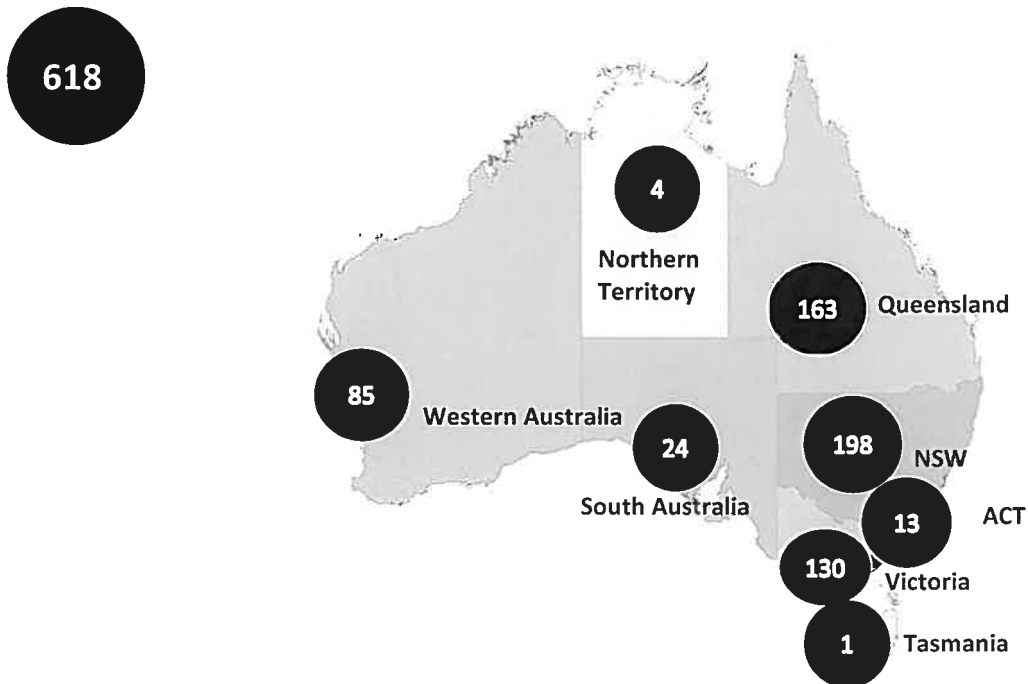 618
4
Northern
Territory
163
Queensland
85
Western Australia
24
South Australia
198
NSW
13
ACT
130
Victoria
1
Tasmania